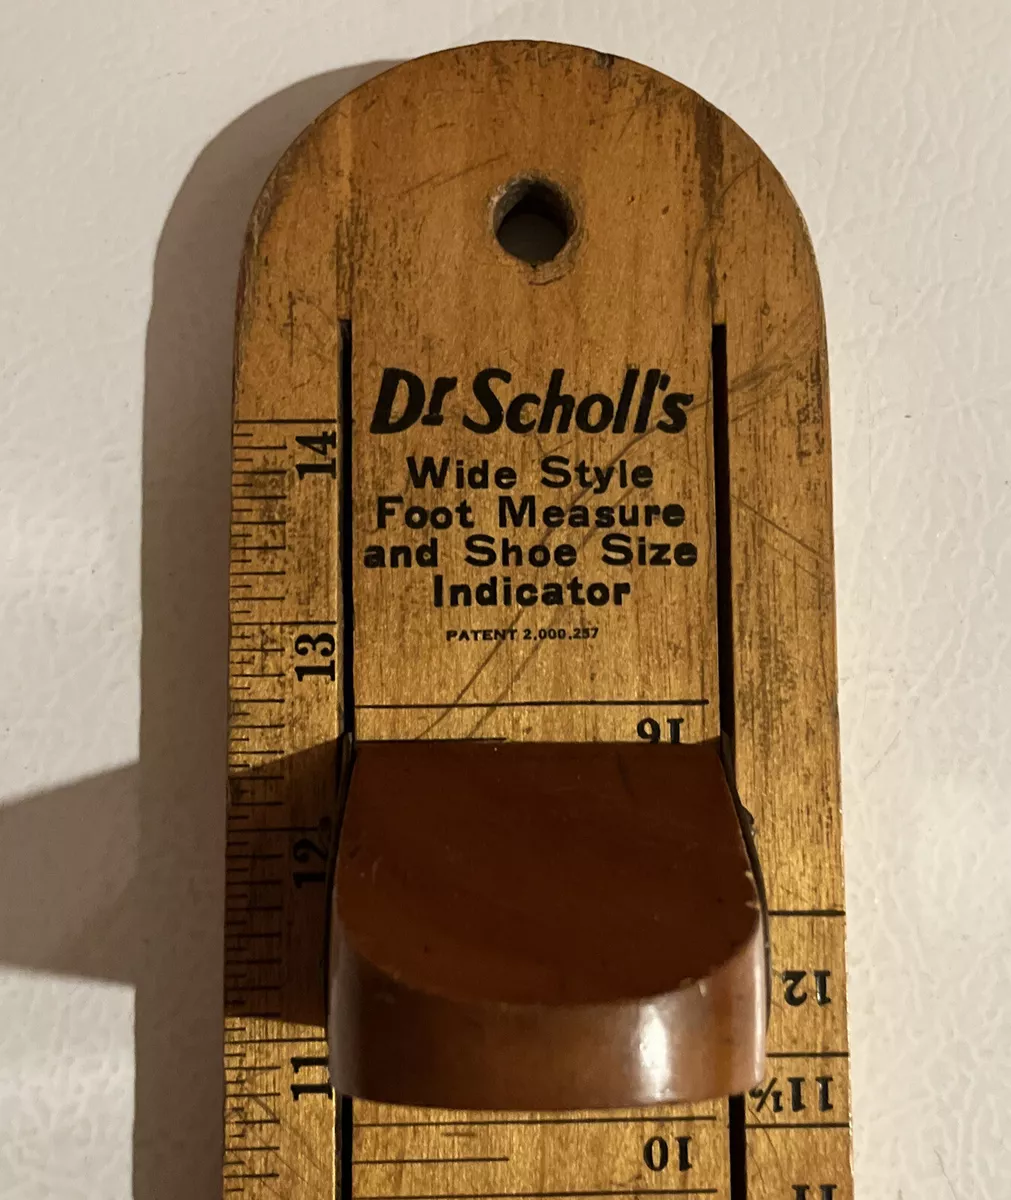 Dr Scholl's
Wide Style
Foot Measure
and Shoe Size
Indicator
PATENT 2,000,257
14
13
12
11
16
10
12
11½
11